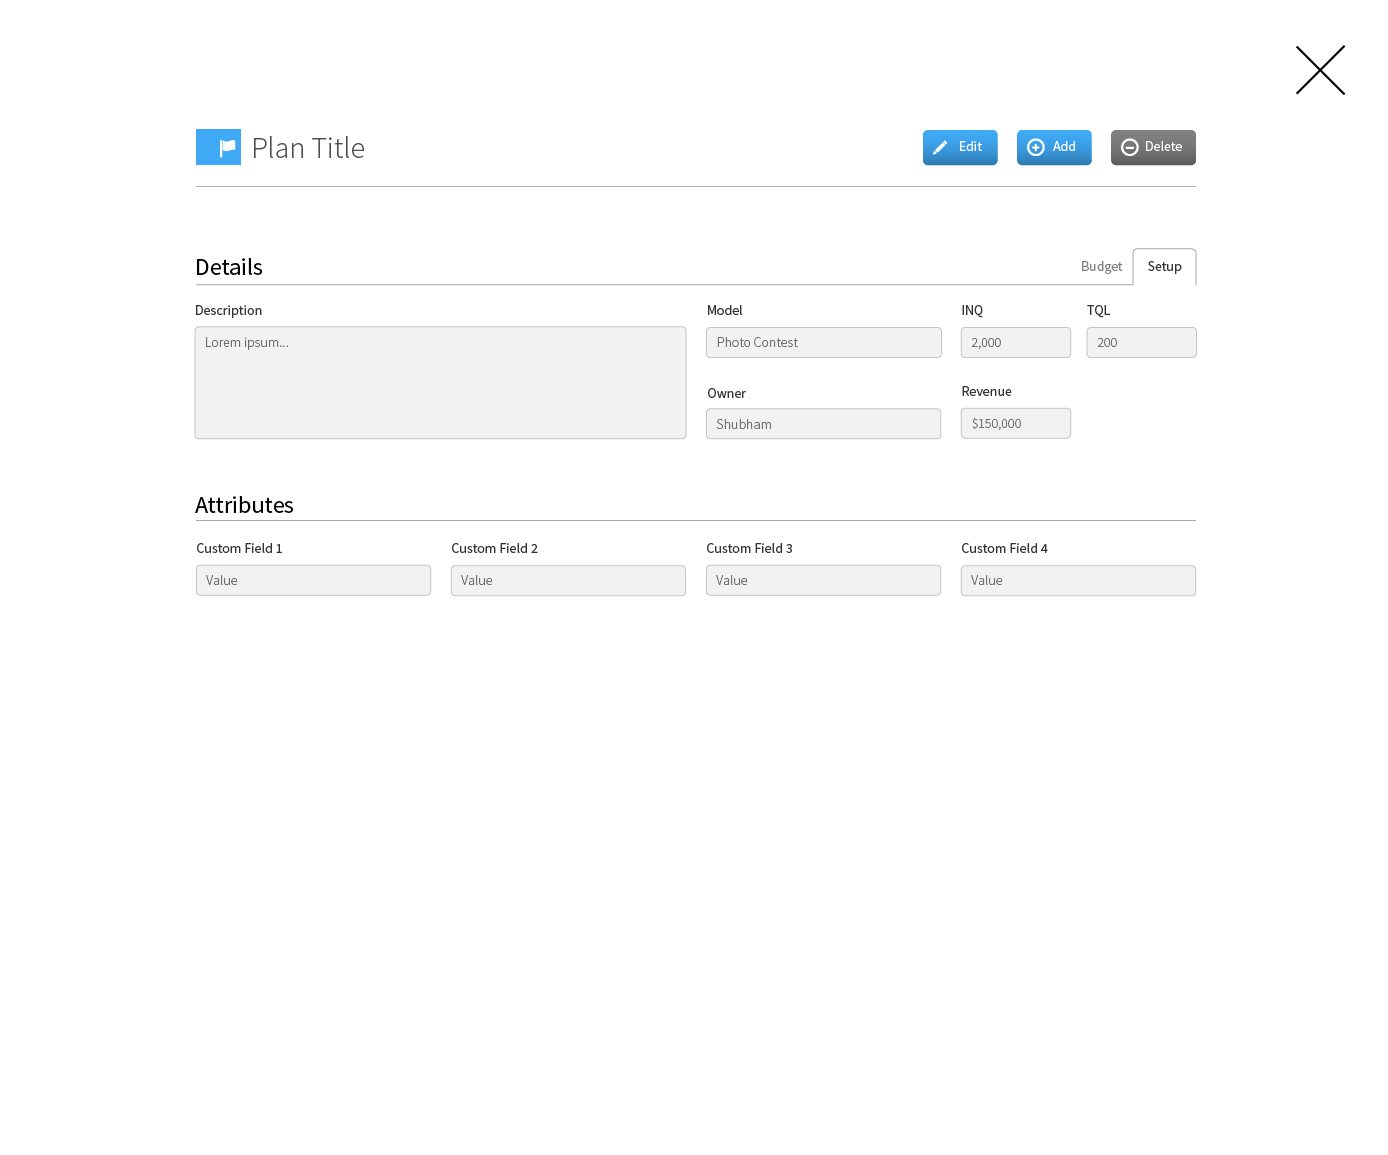 Plan Title
Edit
Add
Delete
Details
Budget
Setup
Description
Model
INQ
TQL
Lorem ipsum...
Photo Contest
2,000
200
Owner
Revenue
Shubham
$150,000
Attributes
Custom Field 1
Custom Field 2
Custom Field 3
Custom Field 4
Value
Value
Value
Value